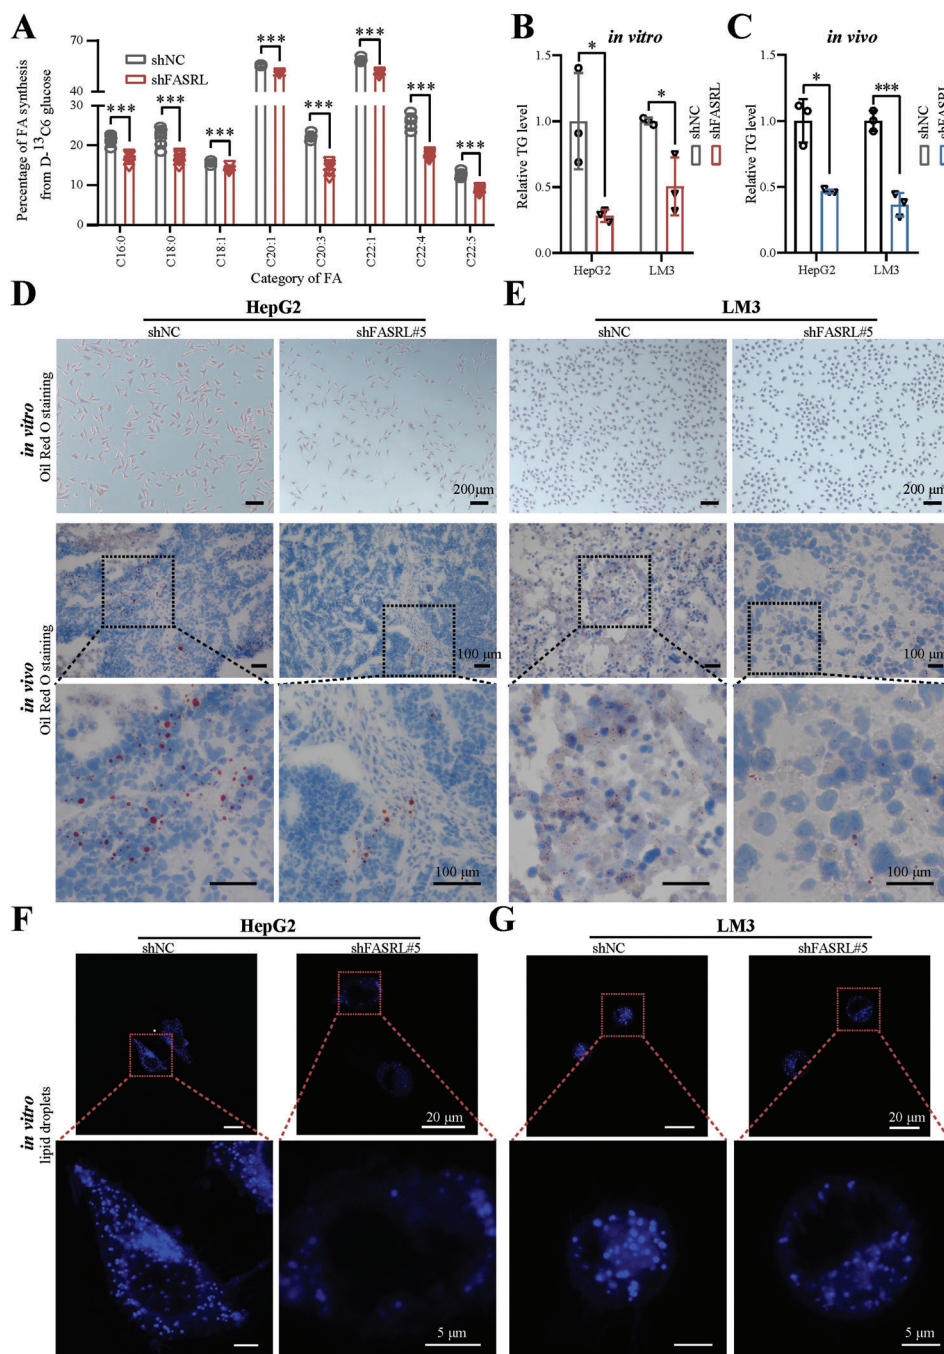 A
Percentage of FA synthesis
from D-¹³C6 glucose
70
40
30
20
10
0
shNC
shFASRL
***
***
***
***
***
***
***
***
C16:0
C18:0
C18:1
C20:1
C20:3
C22:1
C22:4
C22:5
Category of FA
B
in vitro
Relative TG level
1.5
1.0
0.5
0.0
*
*
HepG2
LM3
shNC
shFASRL
C
in vivo
Relative TG level
1.5
1.0
0.5
0.0
*
***
HepG2
LM3
shNC
shFASRL
D
HepG2
shNC
shFASRL#5
in vitro
Oil Red O staining
200μm
in vivo
Oil Red O staining
100 μm
100 μm
E
LM3
shNC
shFASRL#5
200 μm
100 μm
100 μm
F
HepG2
shNC
shFASRL#5
in vitro
lipid droplets
20 μm
5 μm
G
LM3
shNC
shFASRL#5
20 μm
5 μm